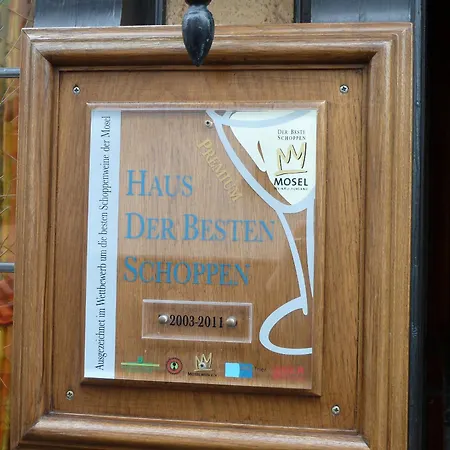 Ausgezeichnet im Wettbewerb um die besten Schoppenweine der Mosel
PREMIUM
DER BESTE
SCHOPPEN
MOSEL
HAUS
DER BESTEN
SCHOPPEN
2003-2011